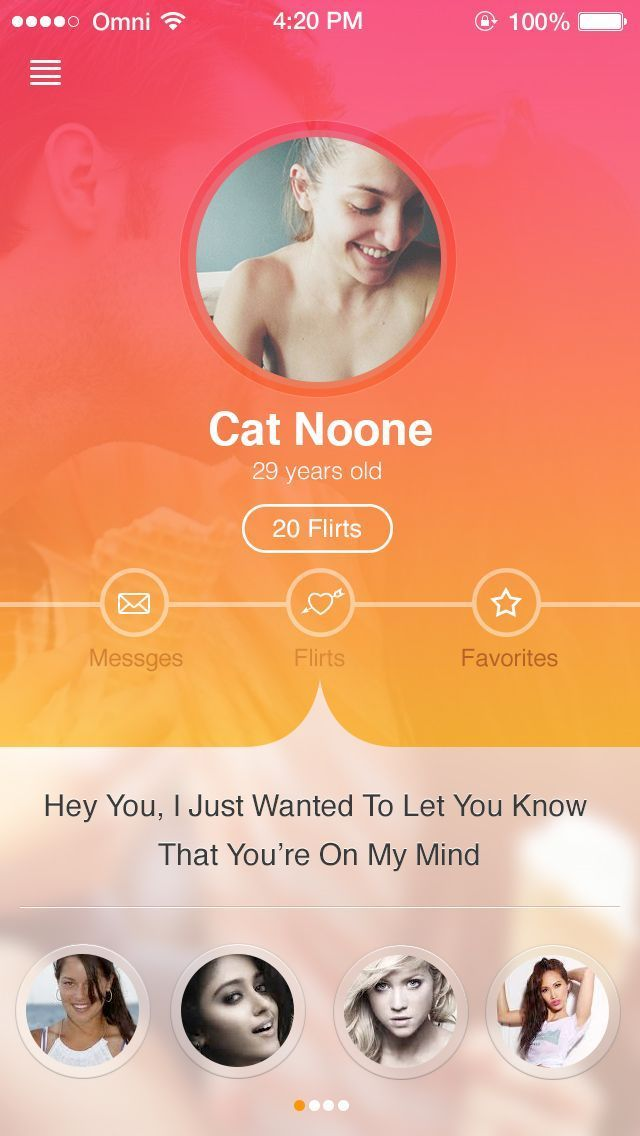 Omni 4:20 PM 100%
Cat Noone
29 years old
20 Flirts
Messges Flirts Favorites
Hey You, I Just Wanted To Let You Know
That You're On My Mind